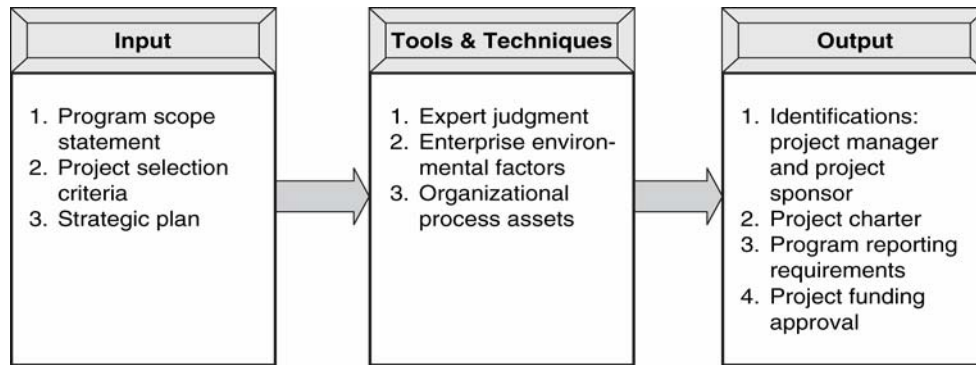 Input
1. Program scope
statement
2. Project selection
criteria
3. Strategic plan
Tools & Techniques
1. Expert judgment
2. Enterprise environ-
mental factors
3. Organizational
process assets
Output
1. Identifications:
project manager
and project
sponsor
2. Project charter
3. Program reporting
requirements
4. Project funding
approval